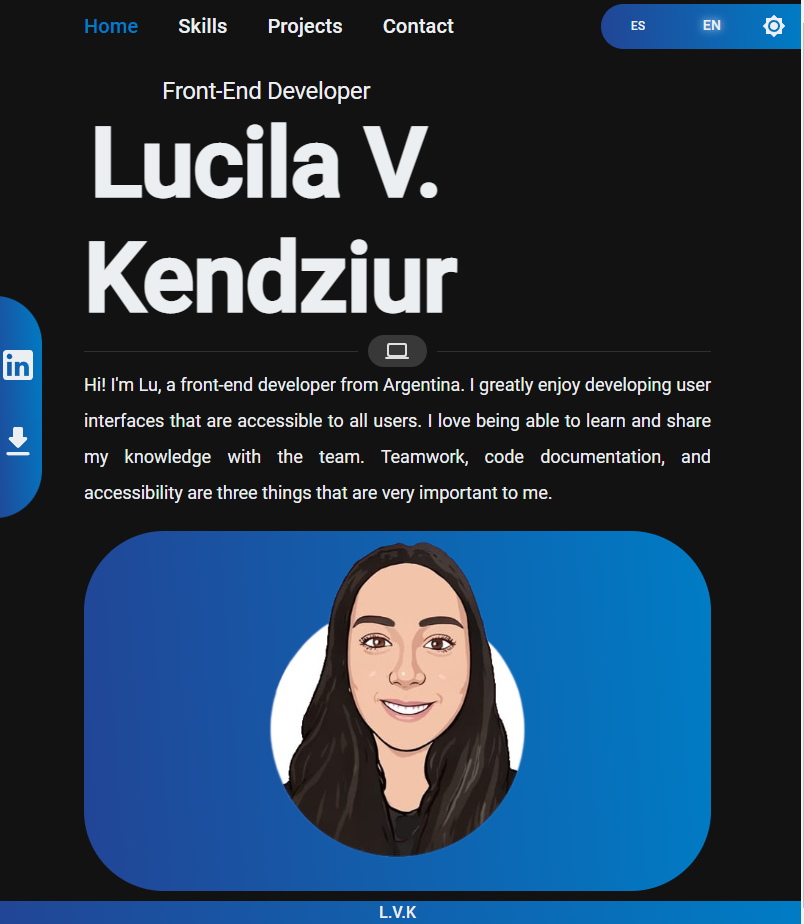 Home Skills Projects Contact ES EN
Front-End Developer
Lucila V.
Kendziur
in
Hi! I'm Lu, a front-end developer from Argentina. I greatly enjoy developing user
interfaces that are accessible to all users. I love being able to learn and share
my knowledge with the team. Teamwork, code documentation, and
accessibility are three things that are very important to me.
L.V.K